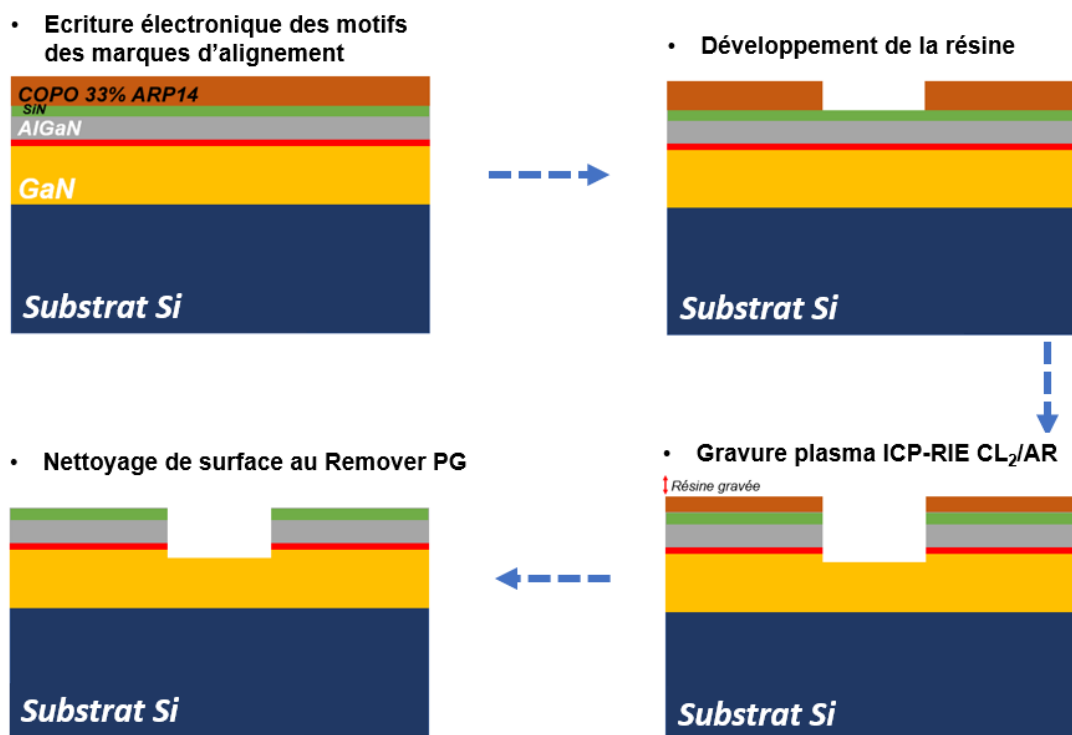 • Ecriture électronique des motifs
des marques d'alignement
COPO 33% ARP14
SiN
AlGaN
GaN
Substrat Si
• Développement de la résine
Substrat Si
• Nettoyage de surface au Remover PG
Substrat Si
• Gravure plasma ICP-RIE CL₂/AR
Résine gravée
Substrat Si